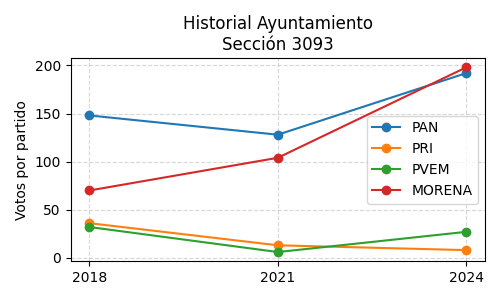 Historial Ayuntamiento
Sección 3093
Votos por partido
200
150
100
50
0
PAN
PRI
PVEM
MORENA
2018
2021
2024